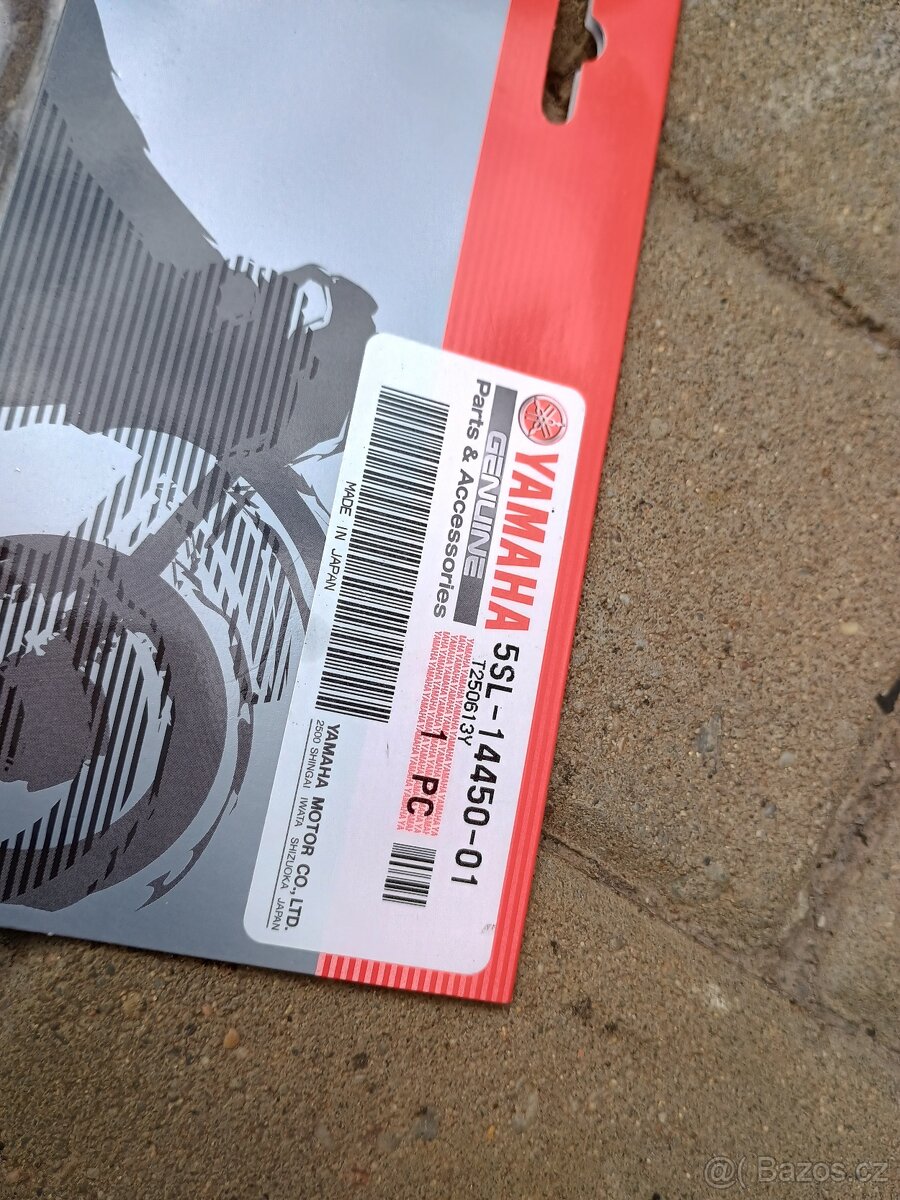 YAMAHA
GENUINE
Parts & Accessories
5SL-14450-01
T250613Y
1 PC
MADE IN JAPAN
YAMAHA MOTOR CO., LTD.
2500 SHINGAI IWATA SHIZUOKA JAPAN
@( Bazos.cz